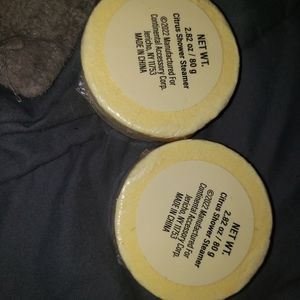 NET WT.
2.82 oz / 80 g
Citrus Shower Steamer
©2022 Manufactured For
Continental Accessory Corp.
Jericho, NY 11753
MADE IN CHINA
NET WT.
2.82 oz / 80 g
Citrus Shower Steamer
©2022 Manufactured For
Continental Accessory Corp.
Jericho, NY 11753
MADE IN CHINA